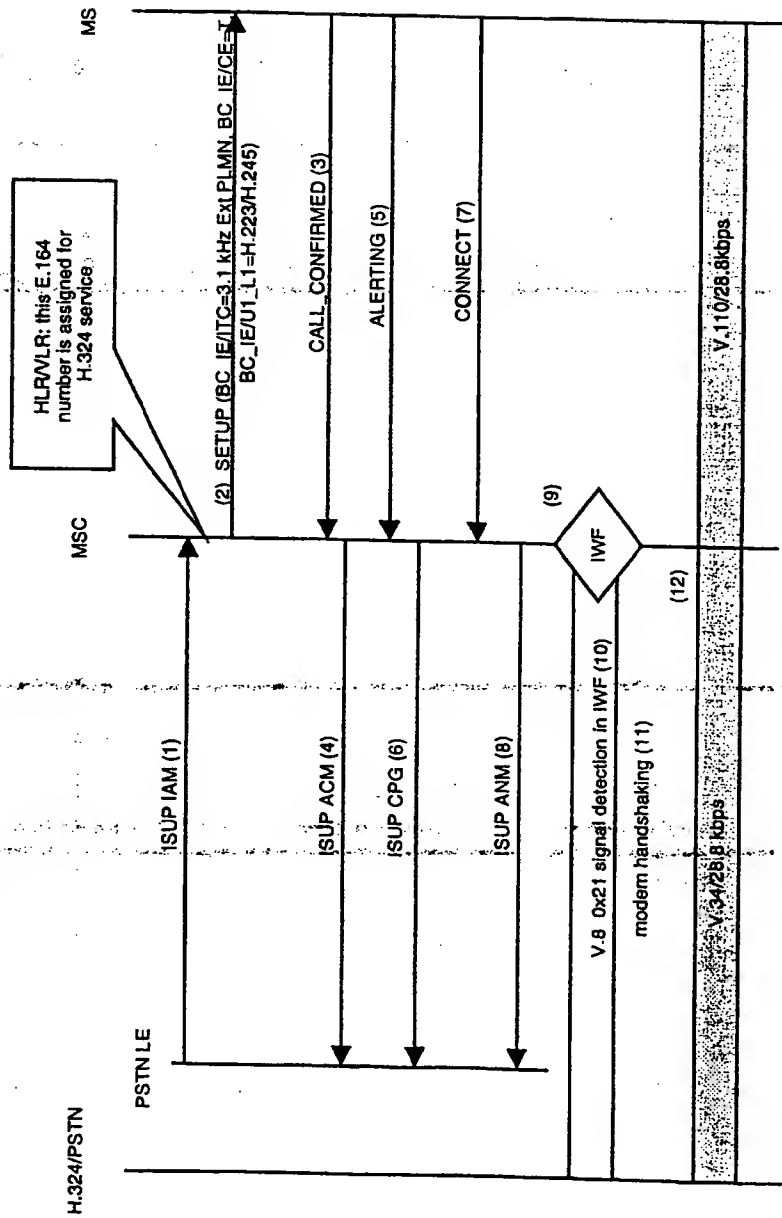 H.324/PSTN
PSTN LE
MSC
MS
HLR/VLR: this E.164
number is assigned for
H.324 service
ISUP IAM (1)
(2) SETUP (BC_IE/ITC=3.1 kHz Ext PLMN, BC_IE/CE=T,
BC_IE/U1_L1=H.223/H.245)
CALL_CONFIRMED (3)
ISUP ACM (4)
ALERTING (5)
ISUP CPG (6)
CONNECT (7)
ISUP ANM (8)
(9)
IWF
V.8 0x21 signal detection in IWF (10)
modem handshaking (11)
(12)
V.34/28.8 kbps
V.110/28.8kbps